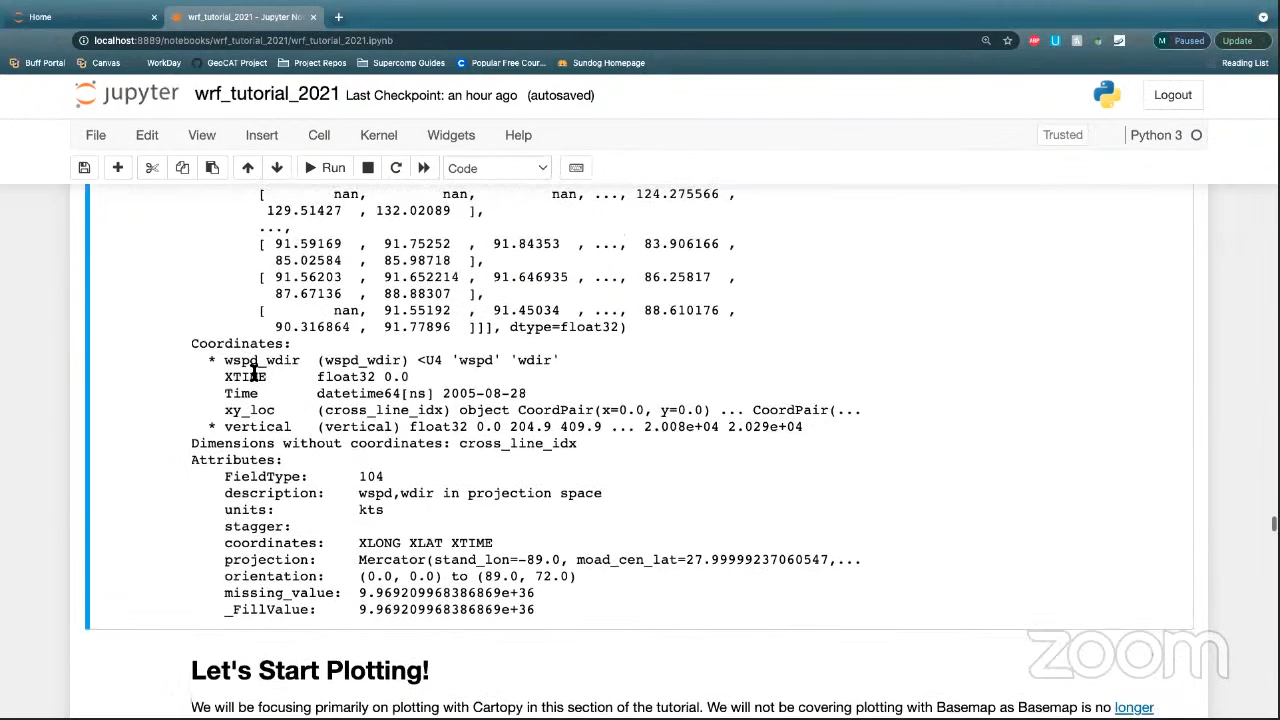 Home
wrf_tutorial_2021 - Jupyter No
localhost:8889/notebooks/wrf_tutorial_2021/wrf_tutorial_2021.ipynb
M Paused Update
Buff Portal Canvas WorkDay GeoCAT Project Project Repos Supercomp Guides Popular Free Cour... Sundog Homepage Reading List
jupyter wrf_tutorial_2021 Last Checkpoint: an hour ago (autosaved) Logout
File Edit View Insert Cell Kernel Widgets Help Trusted Python 3
Run Code
[ nan, nan, nan, ..., 124.275566 ,
129.51427 , 132.02089 ],
...,
[ 91.59169 , 91.75252 , 91.84353 , ..., 83.906166 ,
85.02584 , 85.98718 ],
[ 91.56203 , 91.652214 , 91.646935 , ..., 86.25817 ,
87.67136 , 88.88307 ],
[ nan, 91.55192 , 91.45034 , ..., 88.610176 ,
90.316864 , 91.77896 ]]], dtype=float32)
Coordinates:
* wspd_wdir (wspd_wdir) <U4 'wspd' 'wdir'
XTIME float32 0.0
Time datetime64[ns] 2005-08-28
xy_loc (cross_line_idx) object CoordPair(x=0.0, y=0.0) ... CoordPair(...
* vertical (vertical) float32 0.0 204.9 409.9 ... 2.008e+04 2.029e+04
Dimensions without coordinates: cross_line_idx
Attributes:
FieldType: 104
description: wspd,wdir in projection space
units: kts
stagger:
coordinates: XLONG XLAT XTIME
projection: Mercator(stand_lon=-89.0, moad_cen_lat=27.99999237060547,...
orientation: (0.0, 0.0) to (89.0, 72.0)
missing_value: 9.969209968386869e+36
_FillValue: 9.969209968386869e+36
Let's Start Plotting!
We will be focusing primarily on plotting with Cartopy in this section of the tutorial. We will not be covering plotting with Basemap as Basemap is no longer
zoom